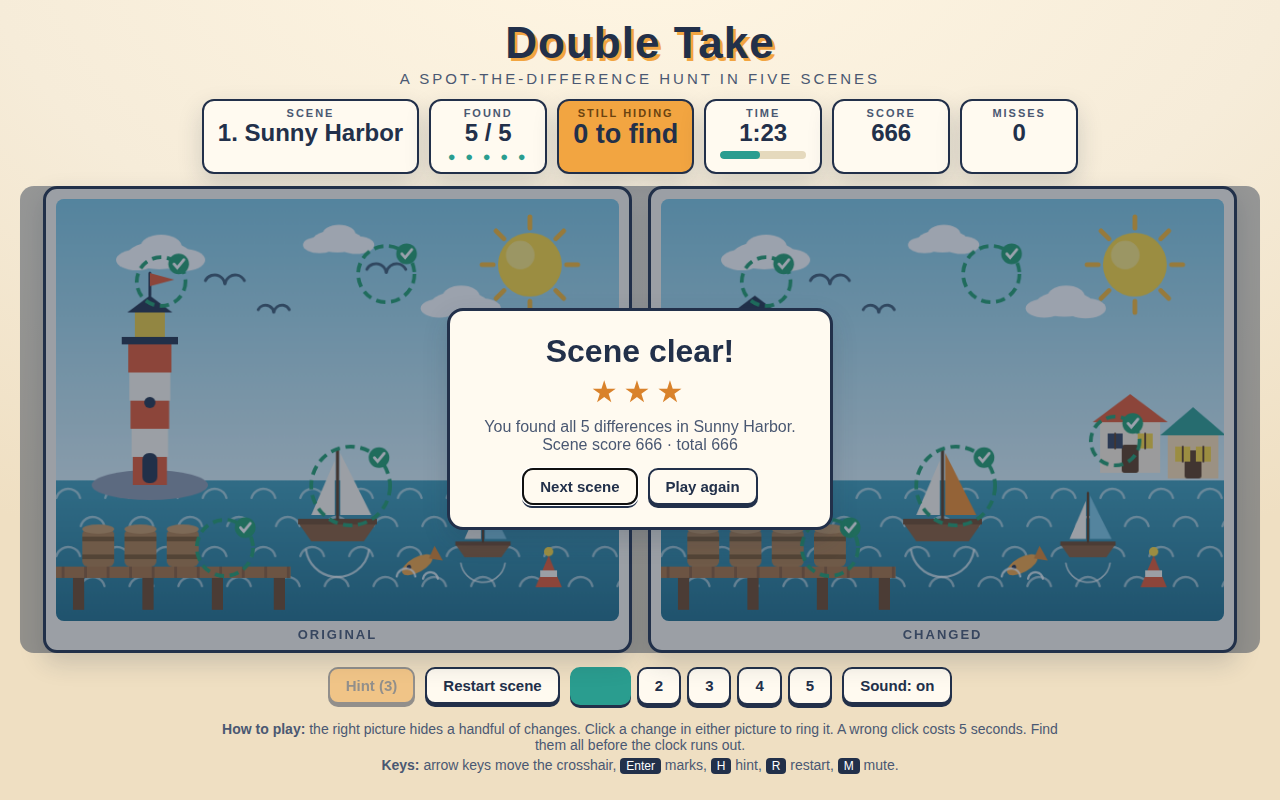 Double Take
A SPOT-THE-DIFFERENCE HUNT IN FIVE SCENES
SCENE
1. Sunny Harbor
FOUND
5 / 5
STILL HIDING
0 to find
TIME
1:23
SCORE
666
MISSES
0
Scene clear!
★ ★ ★
You found all 5 differences in Sunny Harbor.
Scene score 666 · total 666
Next scene
Play again
ORIGINAL
CHANGED
Hint (3)
Restart scene
2
3
4
5
Sound: on
How to play: the right picture hides a handful of changes. Click a change in either picture to ring it. A wrong click costs 5 seconds. Find
them all before the clock runs out.
Keys: arrow keys move the crosshair, Enter marks, H hint, R restart, M mute.